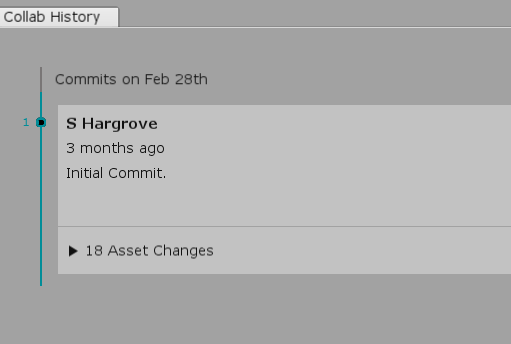 Collab History
Commits on Feb 28th
1
S Hargrove
3 months ago
Initial Commit.
18 Asset Changes